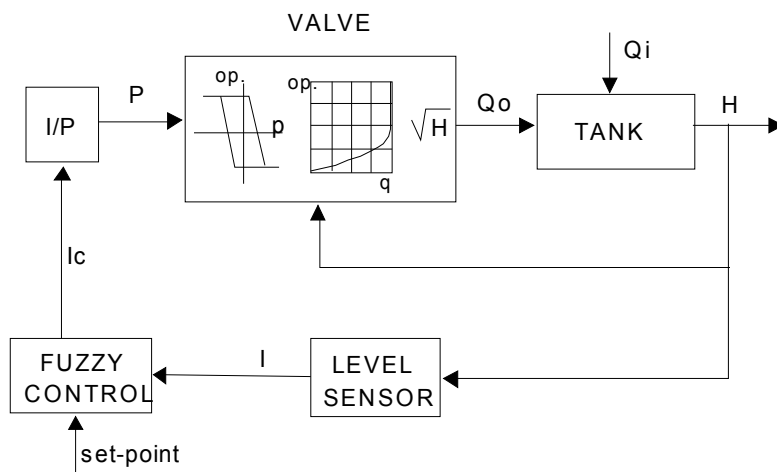 VALVE
Qi
op.
op.
P
H
I/P
p
√H
Qo
TANK
q
Ic
FUZZY
CONTROL
I
LEVEL
SENSOR
set-point